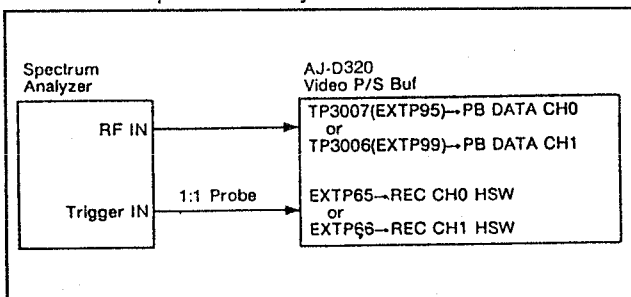 Spectrum
Analyzer
RF IN
1:1 Probe
Trigger IN
AJ-D320
Video P/S Buf
TP3007(EXTP95)→PB DATA CH0
or
TP3006(EXTP99)→PB DATA CH1
EXTP65→REC CH0 HSW
or
EXTP66→REC CH1 HSW